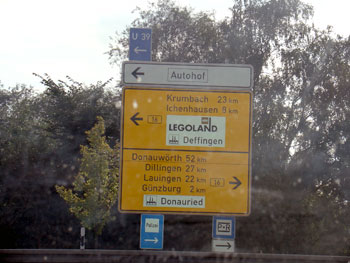 U 39
Autohof
Krumbach 23 km
Ichenhausen 9 km
16
LEGOLAND
Deffingen
Donauwörth 52 km
Dillingen 27 km
Lauingen 22 km
16
Günzburg 2 km
Donauried
Polizei
P+R